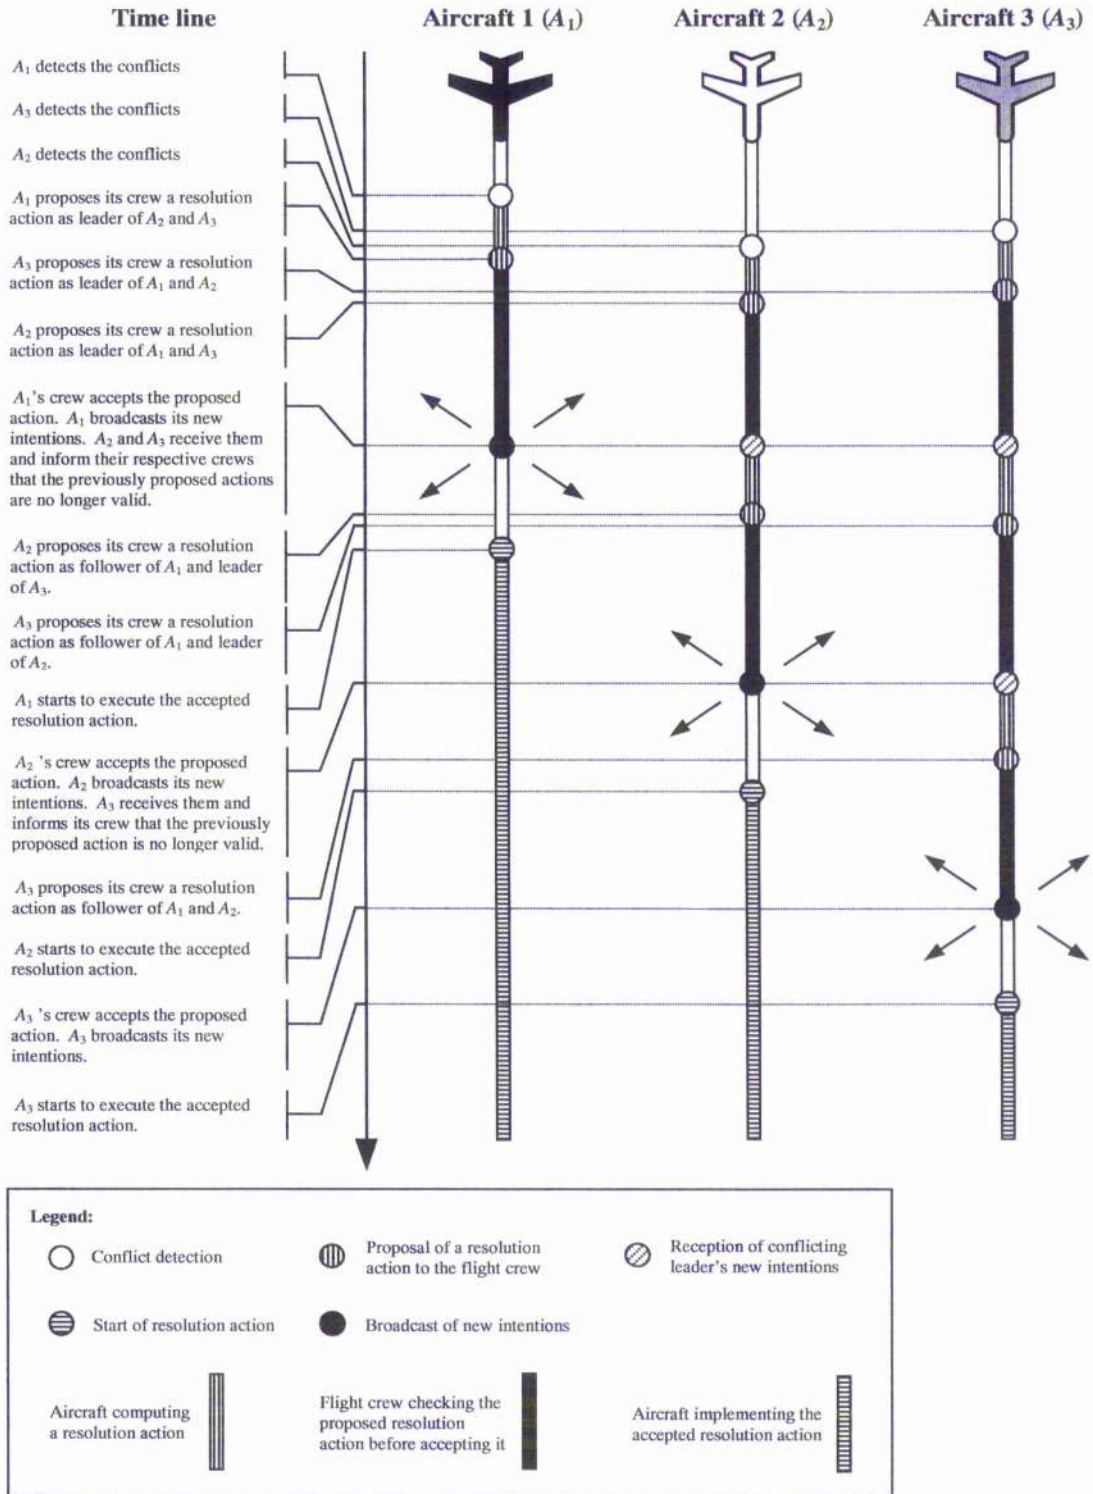 Time line
Aircraft 1 (A1)
Aircraft 2 (A2)
Aircraft 3 (A3)
A1 detects the conflicts
A3 detects the conflicts
A2 detects the conflicts
A1 proposes its crew a resolution
action as leader of A2 and A3
A3 proposes its crew a resolution
action as leader of A1 and A2
A2 proposes its crew a resolution
action as leader of A1 and A3
A1's crew accepts the proposed
action. A1 broadcasts its new
intentions. A2 and A3 receive them
and inform their respective crews
that the previously proposed actions
are no longer valid.
A2 proposes its crew a resolution
action as follower of A1 and leader
of A3.
A3 proposes its crew a resolution
action as follower of A1 and leader
of A2.
A1 starts to execute the accepted
resolution action.
A2 's crew accepts the proposed
action. A2 broadcasts its new
intentions. A3 receives them and
informs its crew that the previously
proposed action is no longer valid.
A3 proposes its crew a resolution
action as follower of A1 and A2.
A2 starts to execute the accepted
resolution action.
A3 's crew accepts the proposed
action. A3 broadcasts its new
intentions.
A3 starts to execute the accepted
resolution action.
Legend:
Conflict detection
Proposal of a resolution
action to the flight crew
Reception of conflicting
leader's new intentions
Start of resolution action
Broadcast of new intentions
Aircraft computing
a resolution action
Flight crew checking the
proposed resolution
action before accepting it
Aircraft implementing the
accepted resolution action